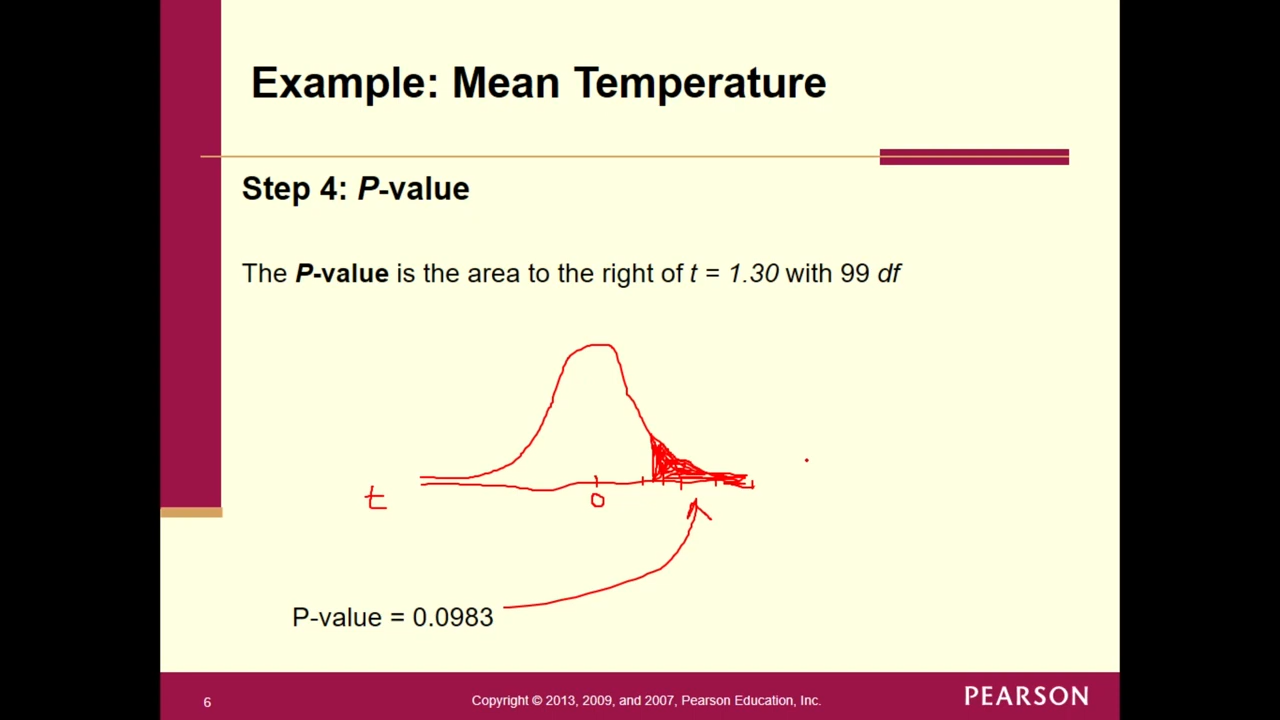 Example: Mean Temperature
Step 4: P-value
The P-value is the area to the right of t = 1.30 with 99 df
t
0
P-value = 0.0983
6
Copyright © 2013, 2009, and 2007, Pearson Education, Inc.
PEARSON